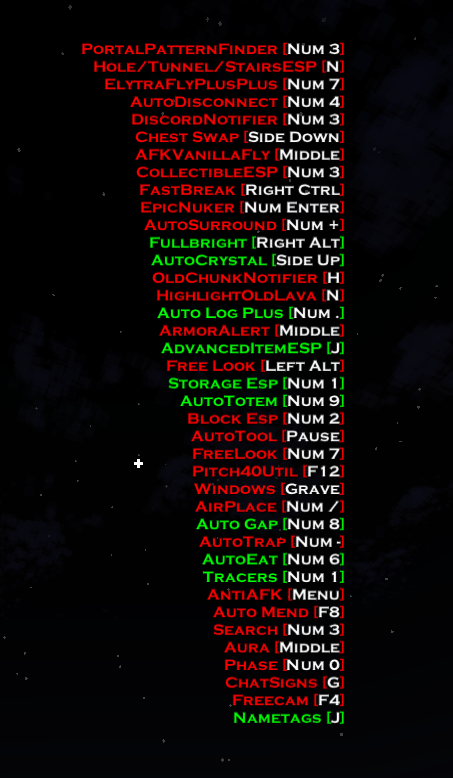 PortalPatternFinder [Num 3]
Hole/Tunnel/StairsESP [N]
ElytraFlyPlusPlus [Num 7]
AutoDisconnect [Num 4]
DiscordNotifier [Num 3]
Chest Swap [Side Down]
AFKVanillaFly [Middle]
CollectibleESP [Num 3]
FastBreak [Right Ctrl]
EpicNuker [Num Enter]
AutoSurround [Num +]
Fullbright [Right Alt]
AutoCrystal [Side Up]
OldChunkNotifier [H]
HighlightOldLava [N]
Auto Log Plus [Num .]
ArmorAlert [Middle]
AdvancedItemESP [J]
Free Look [Left Alt]
Storage Esp [Num 1]
AutoTotem [Num 9]
Block Esp [Num 2]
AutoTool [Pause]
FreeLook [Num 7]
Pitch40Util [F12]
Windows [Grave]
AirPlace [Num /]
Auto Gap [Num 8]
AutoTrap [Num -]
AutoEat [Num 6]
Tracers [Num 1]
AntiAFK [Menu]
Auto Mend [F8]
Search [Num 3]
Aura [Middle]
Phase [Num 0]
ChatSigns [G]
Freecam [F4]
Nametags [J]